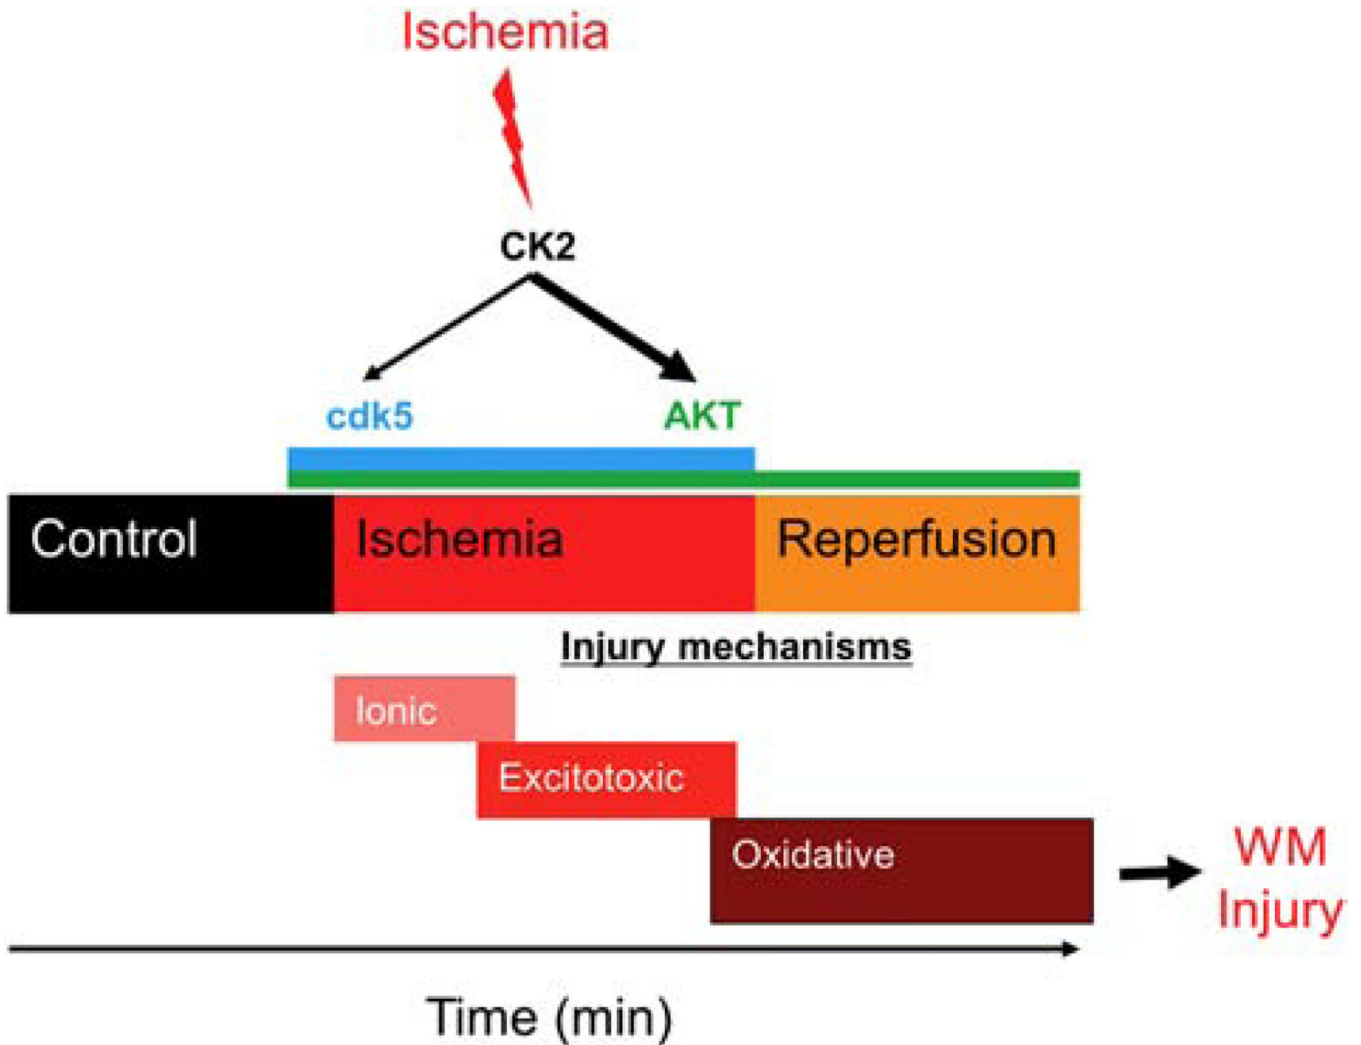 Ischemia
CK2
cdk5 AKT
Control Ischemia Reperfusion
Injury mechanisms
Ionic
Excitotoxic
Oxidative
WM
Injury
Time (min)